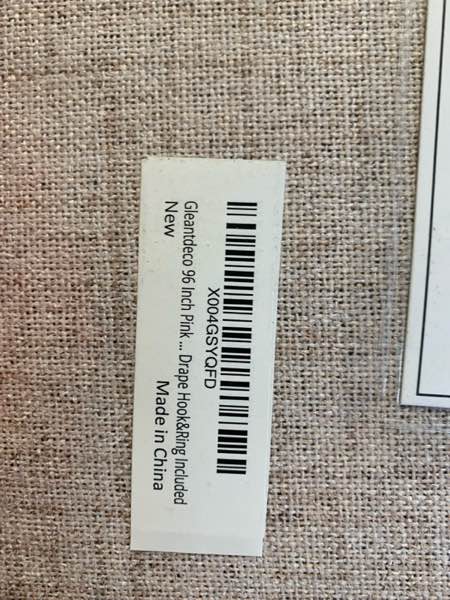 X004GSYQFD
Gleantdeco 96 Inch Pink ... Drape Hook&Ring Included
New
Made in China